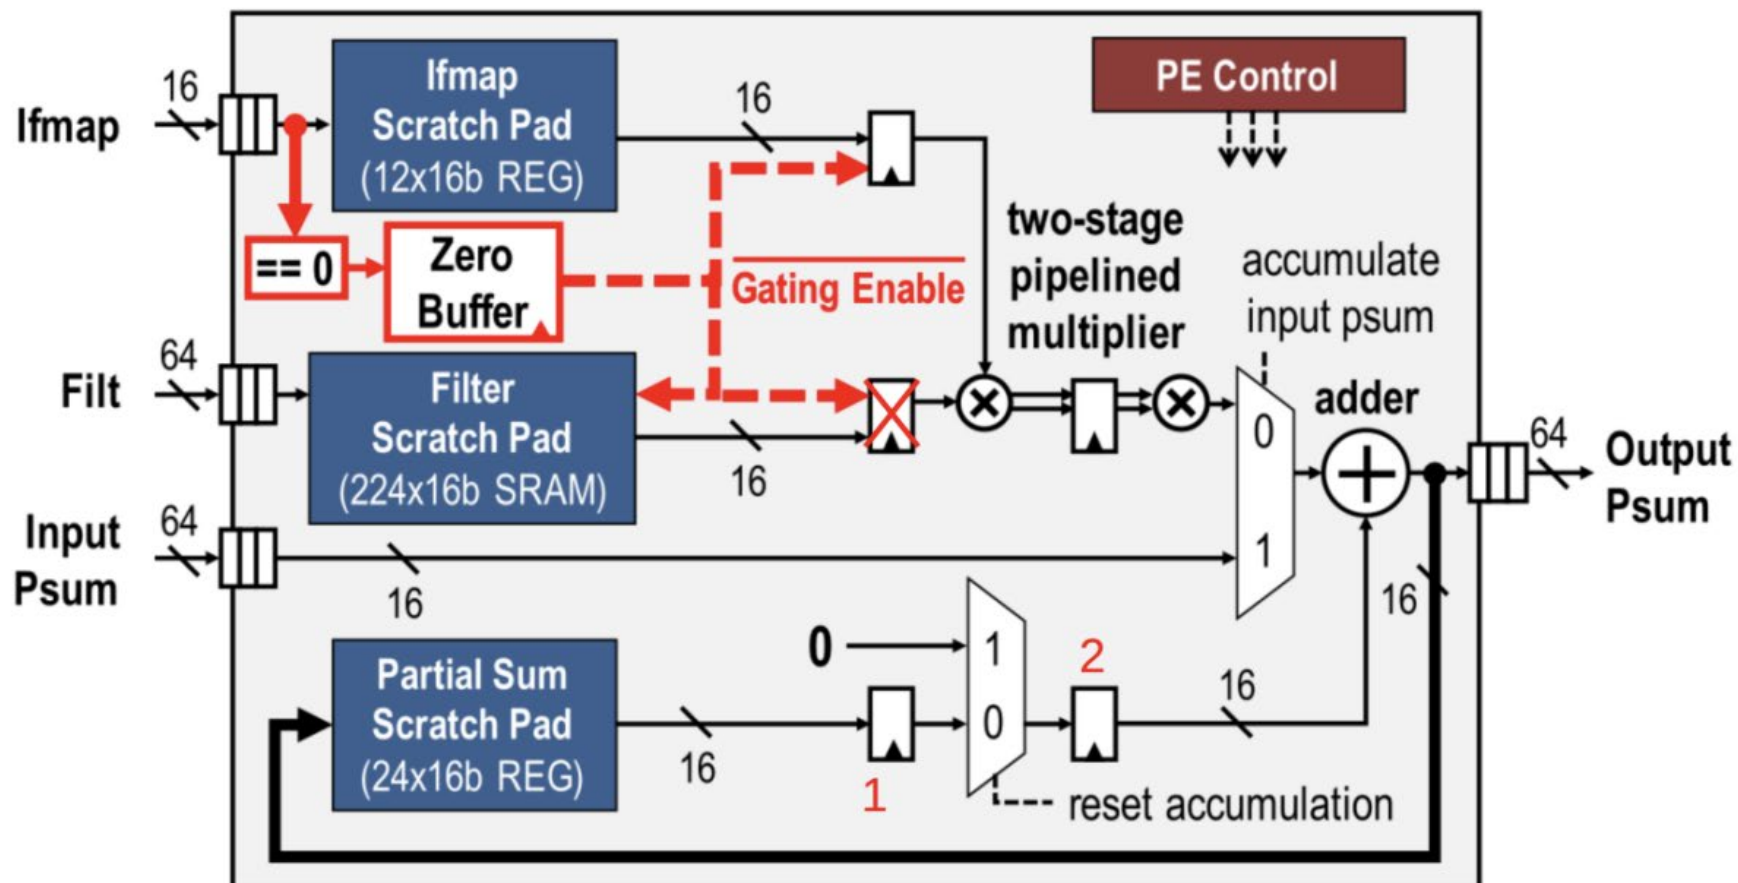 Ifmap
16
Ifmap
Scratch Pad
(12x16b REG)
16
PE Control
== 0
Zero
Buffer
Gating Enable
two-stage
pipelined
multiplier
accumulate
input psum
Filt
64
Filter
Scratch Pad
(224x16b SRAM)
16
0
1
adder
64
Output
Psum
Input
Psum
64
16
16
0
1
0
2
16
Partial Sum
Scratch Pad
(24x16b REG)
16
1
reset accumulation